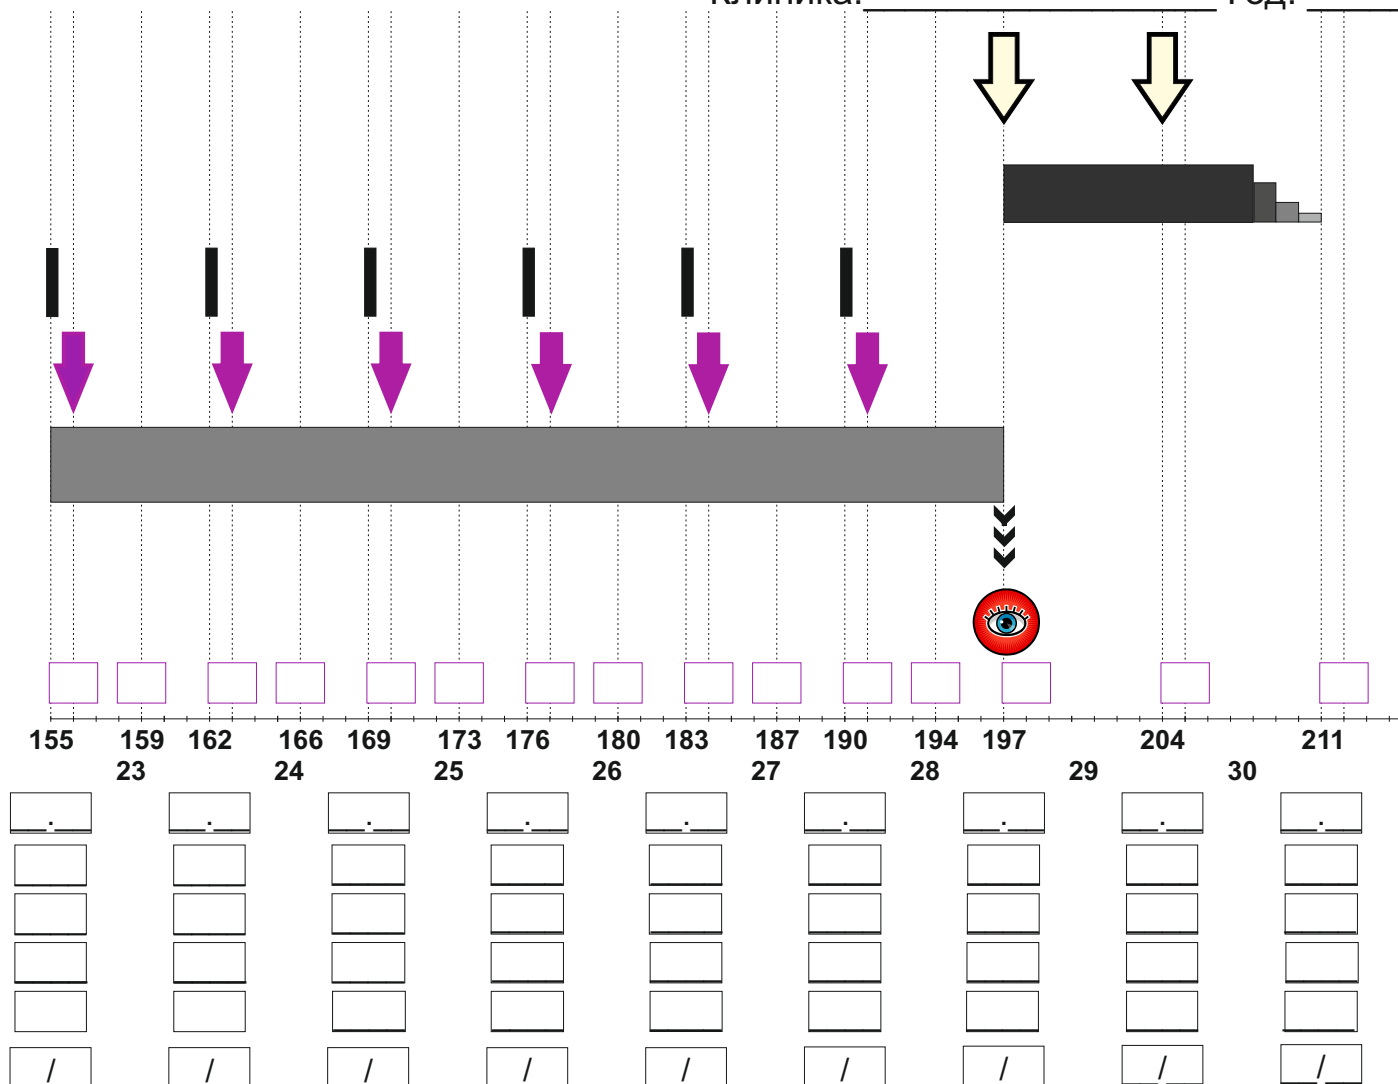 Клиника: Год:
155 159 162 166 169 173 176 180 183 187 190 194 197 204 211
23 24 25 26 27 28 29 30
. . . . . . . . .
/ / / / / / / / /